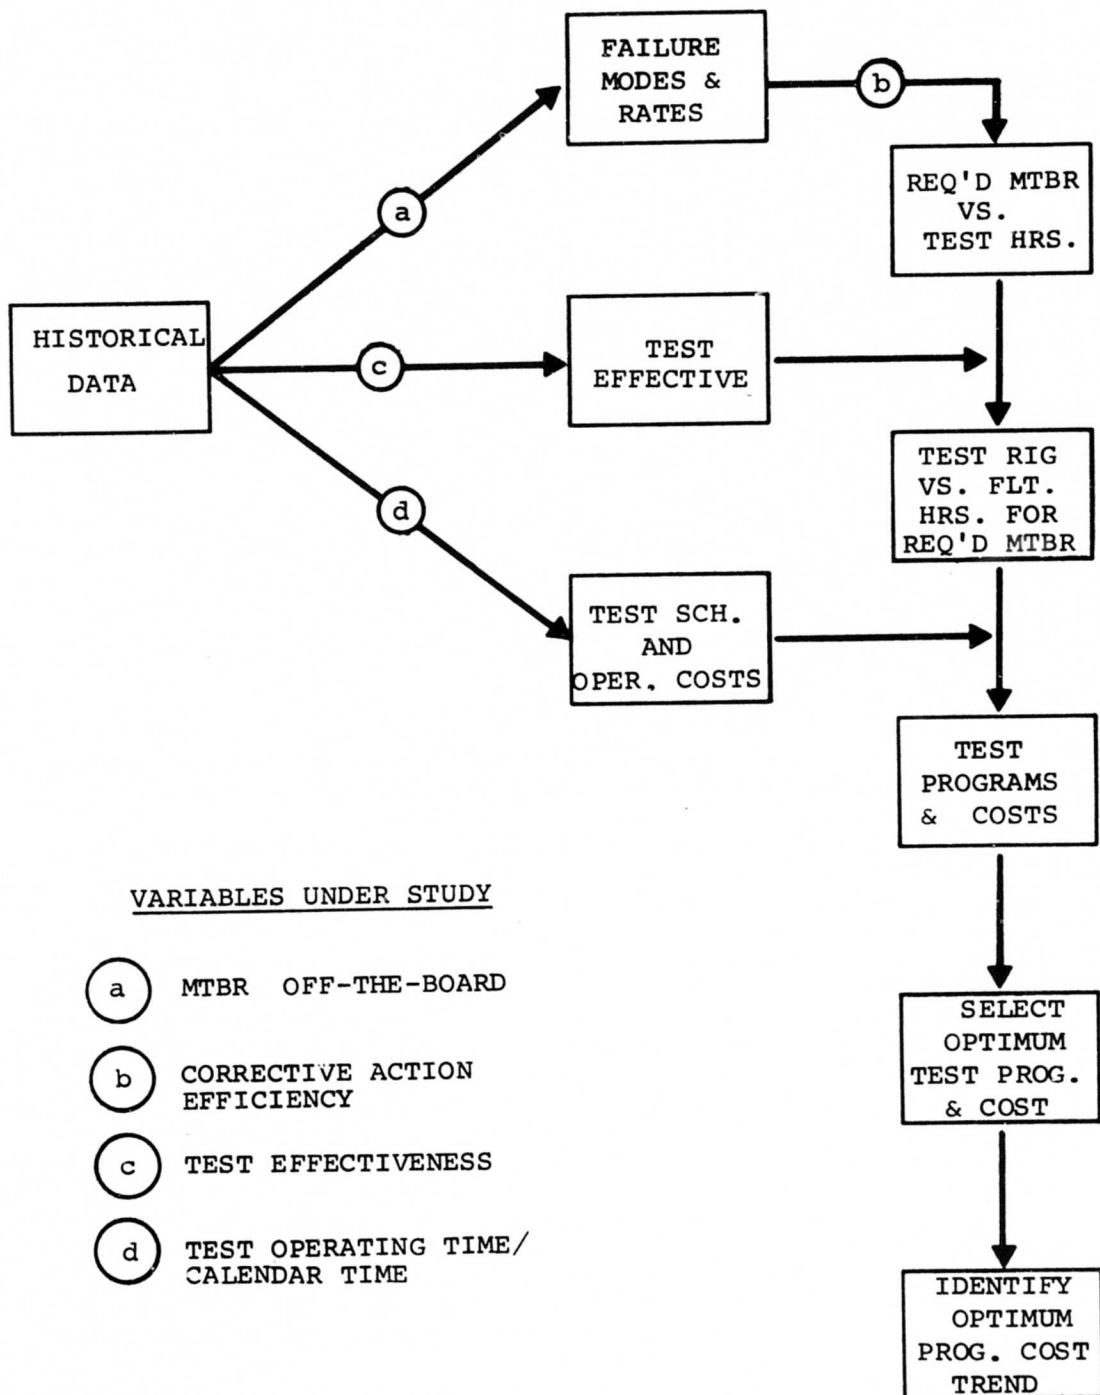 FAILURE
MODES &
RATES
b
REQ'D MTBR
VS.
TEST HRS.
a
HISTORICAL
DATA
c
TEST
EFFECTIVE
TEST RIG
VS. FLT.
HRS. FOR
REQ'D MTBR
d
TEST SCH.
AND
OPER. COSTS
TEST
PROGRAMS
& COSTS
VARIABLES UNDER STUDY
a MTBR OFF-THE-BOARD
b CORRECTIVE ACTION
EFFICIENCY
c TEST EFFECTIVENESS
d TEST OPERATING TIME/
CALENDAR TIME
SELECT
OPTIMUM
TEST PROG.
& COST
IDENTIFY
OPTIMUM
PROG. COST
TREND